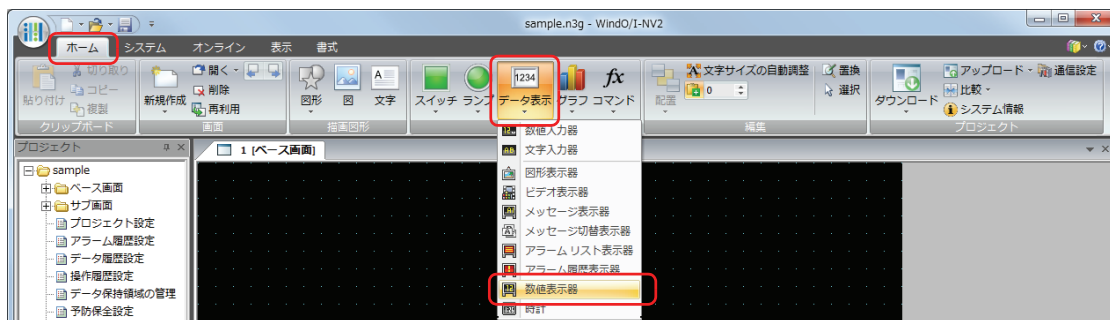 sample.n3g - WindO/I-NV2
ホーム システム オンライン 表示 書式
貼り付け 切り取り コピー 複製
新規作成 開く 削除 再利用
図形 図 文字
スイッチ ランプ データ表示 グラフ コマンド
1234
fx
配置 文字サイズの自動調整 0 置換 選択
ダウンロード アップロード 比較 システム情報 通信設定
クリップボード 画面 描画図形 編集 プロジェクト
プロジェクト
1 [ベース画面]
sample
ベース画面
サブ画面
プロジェクト設定
アラーム履歴設定
データ履歴設定
操作履歴設定
データ保持領域の管理
予防保全設定
数値入力器
文字入力器
図形表示器
ビデオ表示器
メッセージ表示器
メッセージ切替表示器
アラーム リスト表示器
アラーム履歴表示器
数値表示器
時計